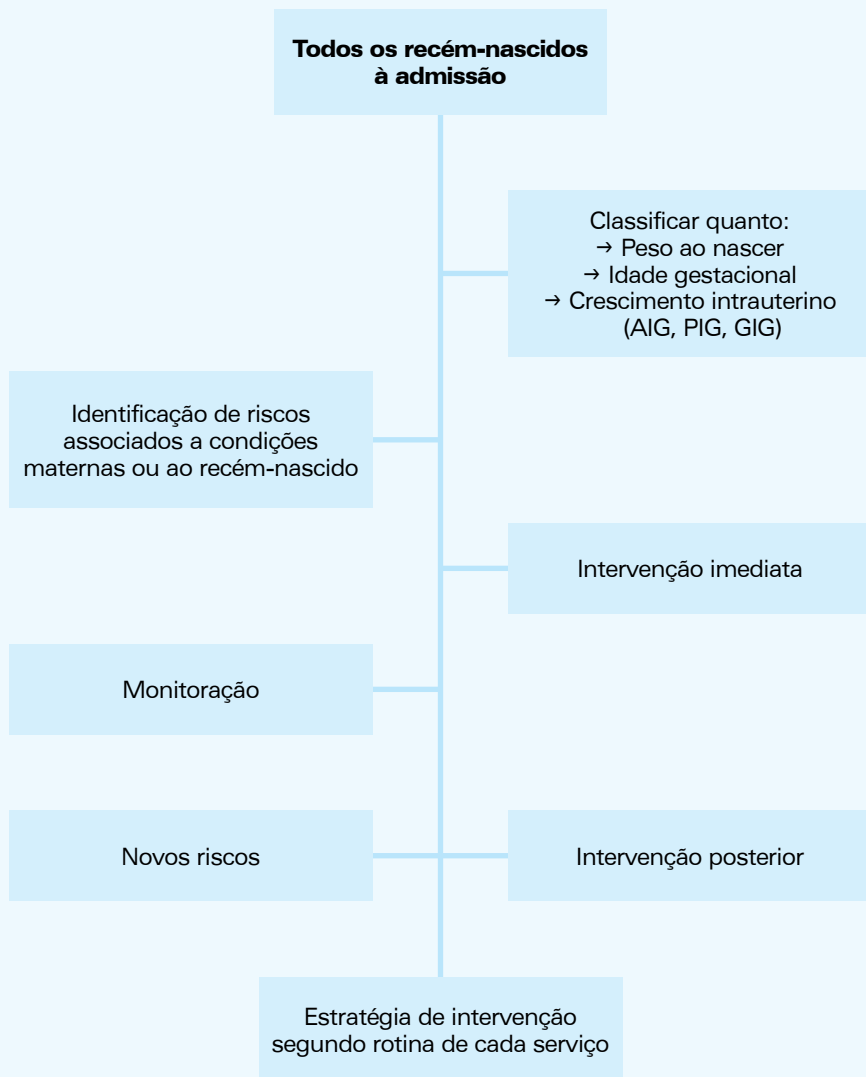 Todos os recém-nascidos
à admissão
Classificar quanto:
→ Peso ao nascer
→ Idade gestacional
→ Crescimento intrauterino
(AIG, PIG, GIG)
Identificação de riscos
associados a condições
maternas ou ao recém-nascido
Intervenção imediata
Monitoração
Novos riscos
Intervenção posterior
Estratégia de intervenção
segundo rotina de cada serviço